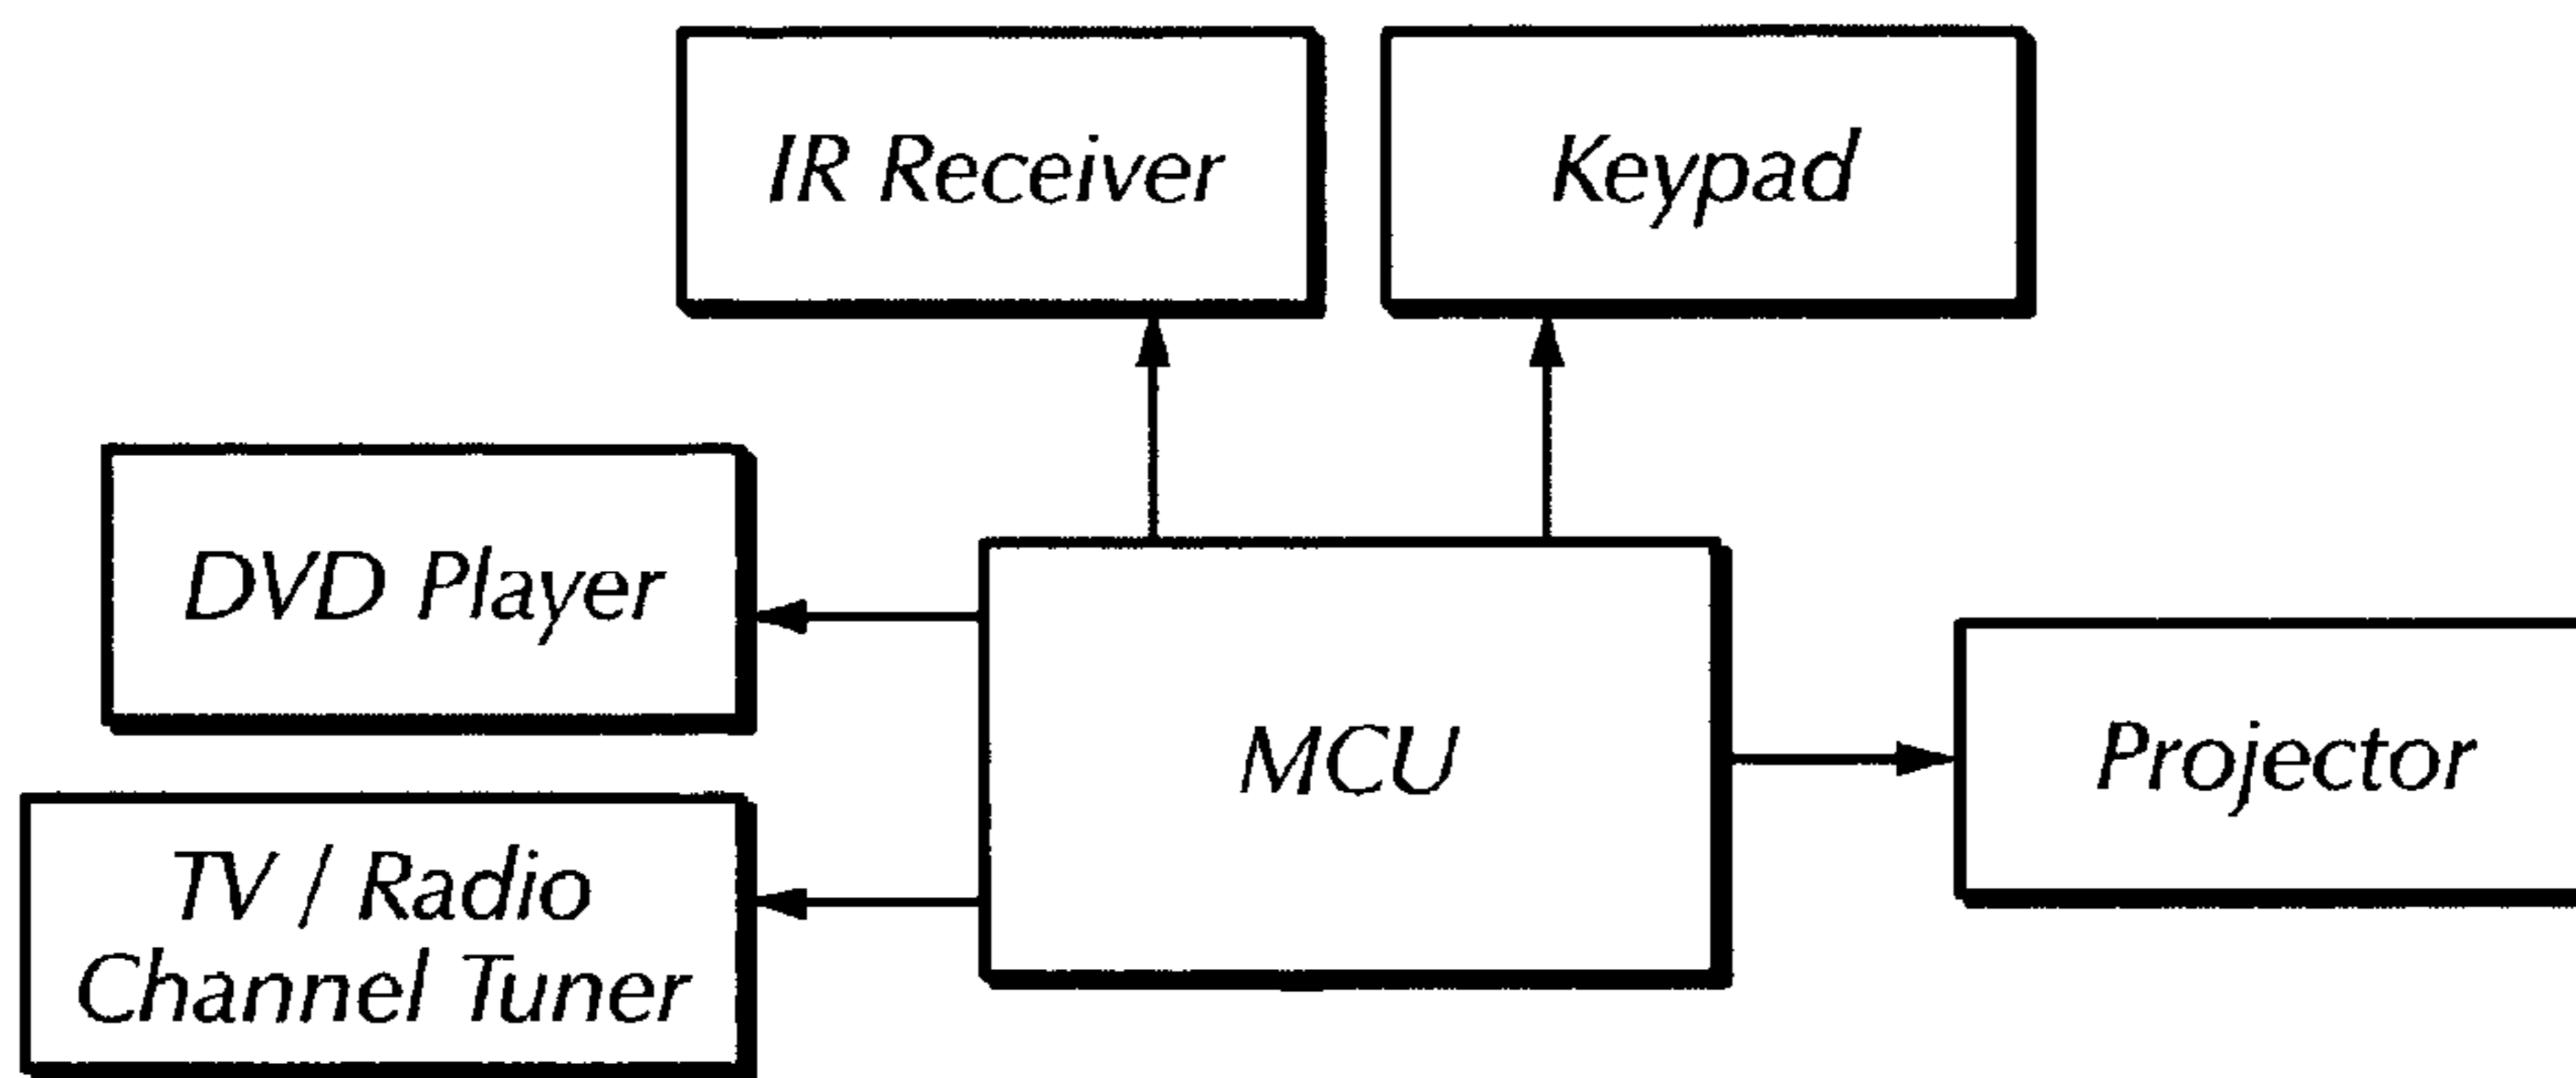 IR Receiver
Keypad
DVD Player
MCU
Projector
TV / Radio
Channel Tuner